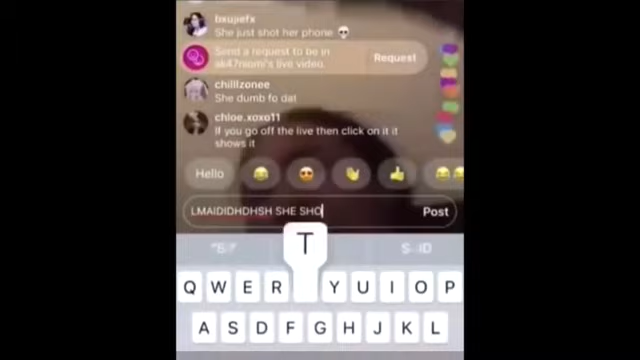 bxujiefx
She just shot her phone 💀
Send a request to be in
ak47naomi's live video.
Request
chilllzonee
She dumb fo dat
chloe.xoxo11
If you go off the live then click on it it
shows it
Hello 😂 😍 👏 👍 😂😂
LMAIDIDHDHSH SHE SHO
Post
T
Q W E R Y U I O P
A S D F G H J K L